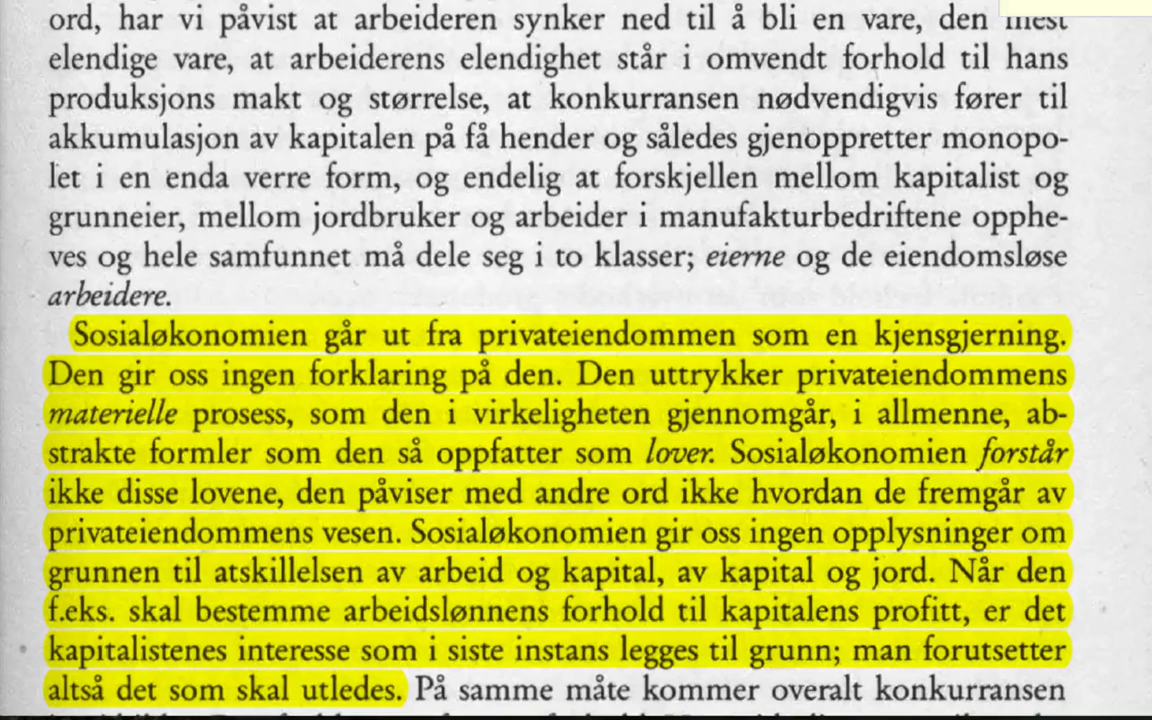 ord, har vi påvist at arbeideren synker ned til å bli en vare, den mest
elendige vare, at arbeiderens elendighet står i omvendt forhold til hans
produksjons makt og størrelse, at konkurransen nødvendigvis fører til
akkumulasjon av kapitalen på få hender og således gjenoppretter monopo-
let i en enda verre form, og endelig at forskjellen mellom kapitalist og
grunneier, mellom jordbruker og arbeider i manufakturbedriftene opphe-
ves og hele samfunnet må dele seg i to klasser; eierne og de eiendomsløse
arbeidere.
Sosialøkonomien går ut fra privateiendommen som en kjensgjerning.
Den gir oss ingen forklaring på den. Den uttrykker privateiendommens
materielle prosess, som den i virkeligheten gjennomgår, i allmenne, ab-
strakte formler som den så oppfatter som lover. Sosialøkonomien forstår
ikke disse lovene, den påviser med andre ord ikke hvordan de fremgår av
privateiendommens vesen. Sosialøkonomien gir oss ingen opplysninger om
grunnen til atskillelsen av arbeid og kapital, av kapital og jord. Når den
f.eks. skal bestemme arbeidslønnens forhold til kapitalens profitt, er det
kapitalistenes interesse som i siste instans legges til grunn; man forutsetter
altså det som skal utledes. På samme måte kommer overalt konkurransen